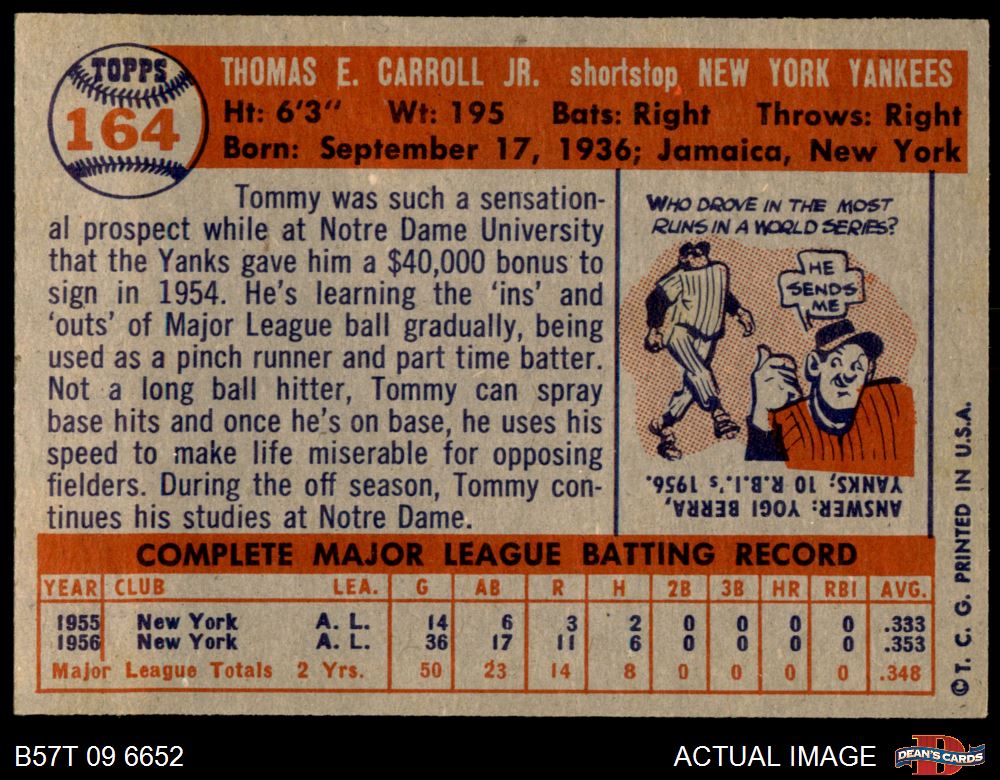 TOPPS
164
THOMAS E. CARROLL JR. shortstop NEW YORK YANKEES
Ht: 6'3" Wt: 195 Bats: Right Throws: Right
Born: September 17, 1936; Jamaica, New York
Tommy was such a sensation-
al prospect while at Notre Dame University
that the Yanks gave him a $40,000 bonus to
sign in 1954. He's learning the 'ins' and
'outs' of Major League ball gradually, being
used as a pinch runner and part time batter.
Not a long ball hitter, Tommy can spray
base hits and once he's on base, he uses his
speed to make life miserable for opposing
fielders. During the off season, Tommy con-
tinues his studies at Notre Dame.
WHO DROVE IN THE MOST
RUNS IN A WORLD SERIES?
HE
SENDS
ME
ANSWER: YOGI BERRA,
YANKS; 10 R.B.I.'s 1956.
COMPLETE MAJOR LEAGUE BATTING RECORD
YEAR CLUB LEA. G AB R H 2B 3B HR RBI AVG.
1955 New York A. L. 14 6 3 2 0 0 0 0 .333
1956 New York A. L. 36 17 11 6 0 0 0 0 .353
Major League Totals 2 Yrs. 50 23 14 8 0 0 0 0 .348
© T. C. G. PRINTED IN U.S.A.
B57T 09 6652
ACTUAL IMAGE
D
DEAN'S CARDS